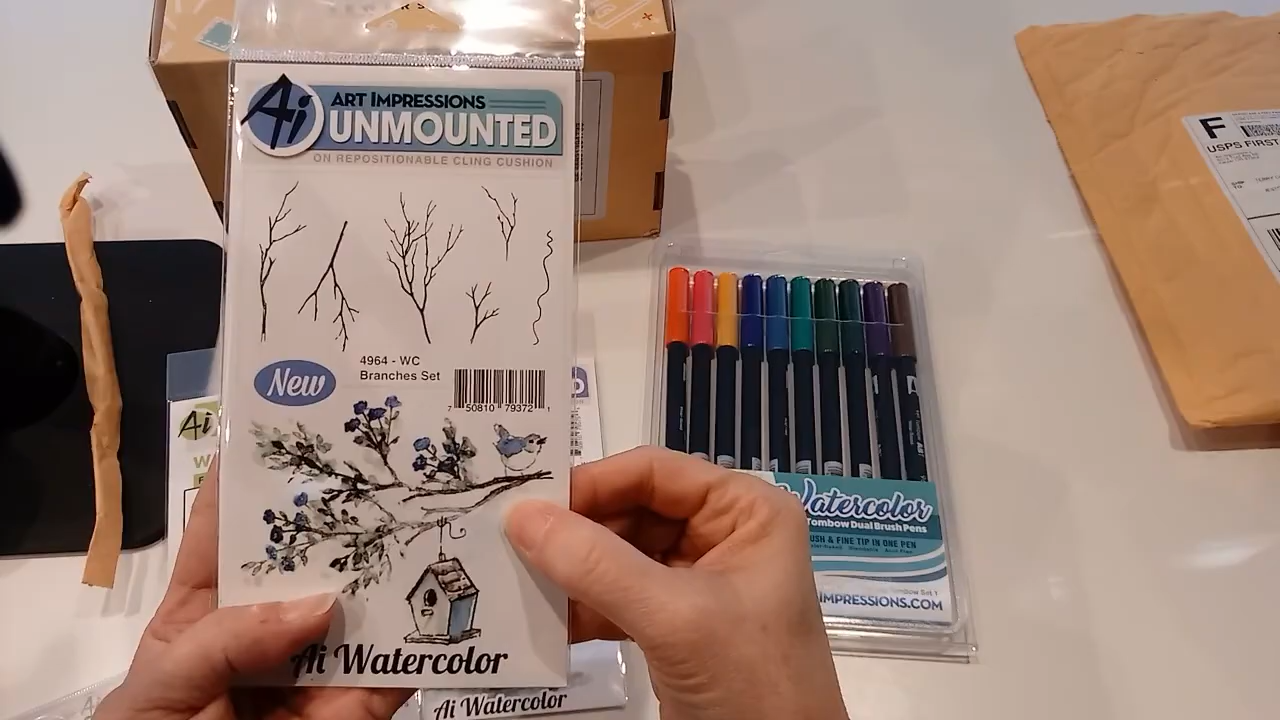 Ai
ART IMPRESSIONS
UNMOUNTED
ON REPOSITIONABLE CLING CUSHION
4964 - WC
Branches Set
New
7 50810 79372 1
Ai Watercolor
Ai
W
Ai Watercolor
Watercolor
Tombow Dual Brush Pens
& FINE TIP IN ONE PEN
IMPRESSIONS.COM
F
USPS FIRST